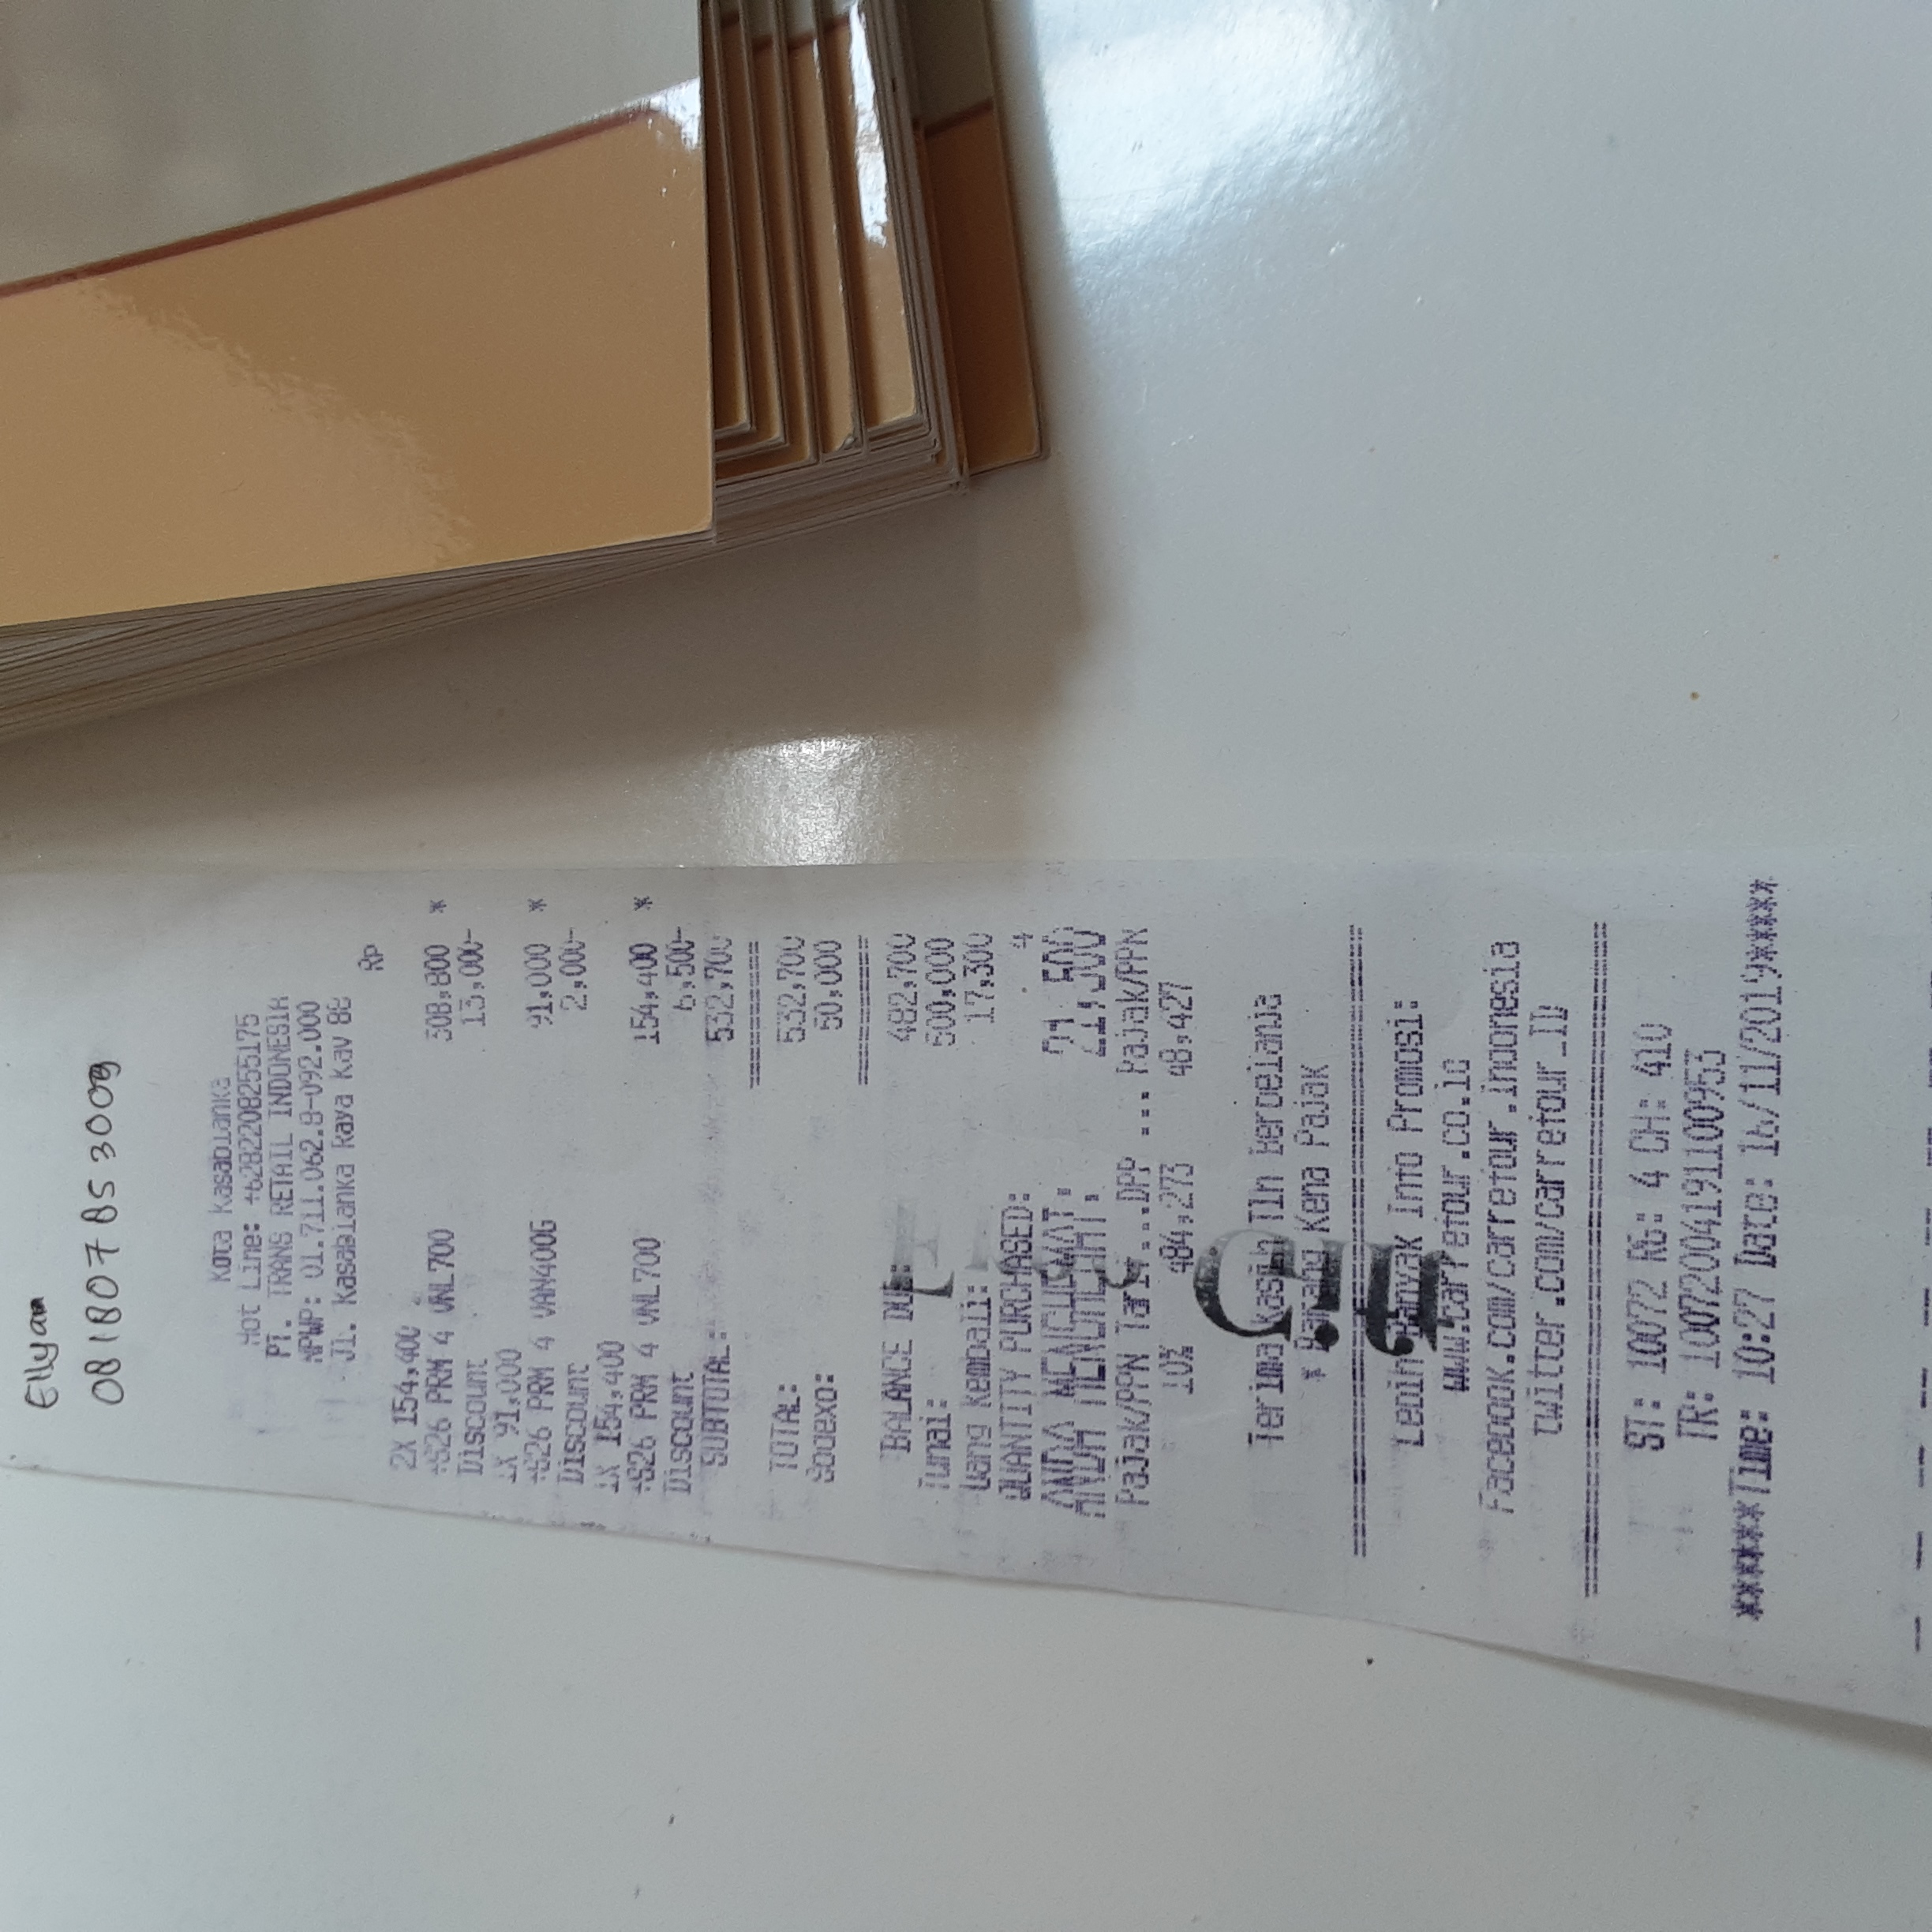 Ellyan
081807853009
Kota Kasablanka
Hot Line: +6282208255175
PT. TRANS RETAIL INDONESIA
NPWP: 01.711.062.8-092.000
Jl. Kasablanka Raya Kav 88
Rp
2X 154,400
+S26 PRM 4 VNL700 308,800 *
Discount 13,000-
1X 91,000
+S26 PRM 4 VAN400G 91,000 *
Discount 2,000-
1X 154,400
+S26 PRM 4 VNL700 154,400 *
Discount 6,500-
SUBTOTAL: 532,700
TOTAL: 532,700
Sodexo: 50,000
BALANCE DUE: 482,700
Tunai: 500,000
Uang Kembali: 17,300
QUANTITY PURCHASED: 4
ANDA MENGHEMAT: 21,500
Pajak/PPN Tarif...DPP ... Pajak/PPN
10% 484,273 48,427
Terima Kasih Tlh Berbelanja
* Barang Kena Pajak
Lebih Banyak Info Promosi:
www.carrefour.co.id
Facebook.com/carrefour.indonesia
twitter.com/carrefour_ID
ST: 10072 RG: 4 CH: 410
TR: 10072004191100953
******Time: 10:27 Date: 16/11/2019*****
Gift